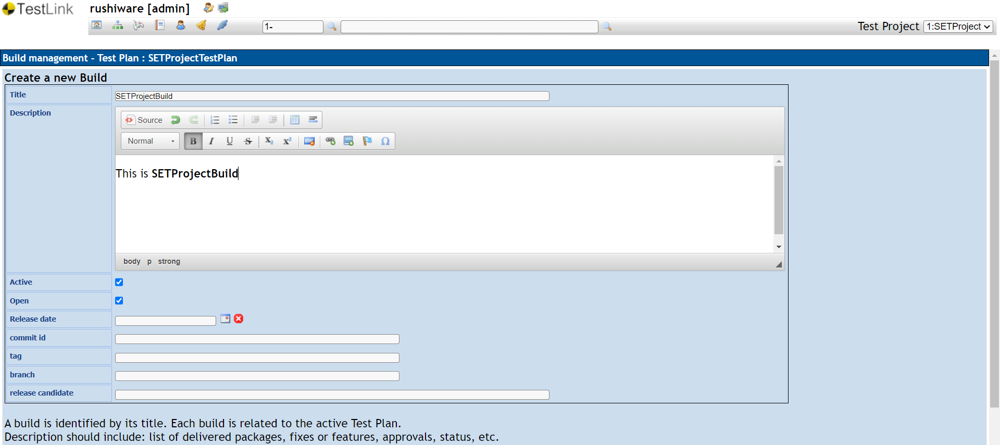 TestLink
rushiware [admin]
1-
Test Project 1:SETProject
Build management - Test Plan : SETProjectTestPlan
Create a new Build
Title SETProjectBuild
Description
Source
Normal B I U S X2 X2 Ω
This is SETProjectBuild
body p strong
Active
Open
Release date
commit id
tag
branch
release candidate
A build is identified by its title. Each build is related to the active Test Plan.
Description should include: list of delivered packages, fixes or features, approvals, status, etc.